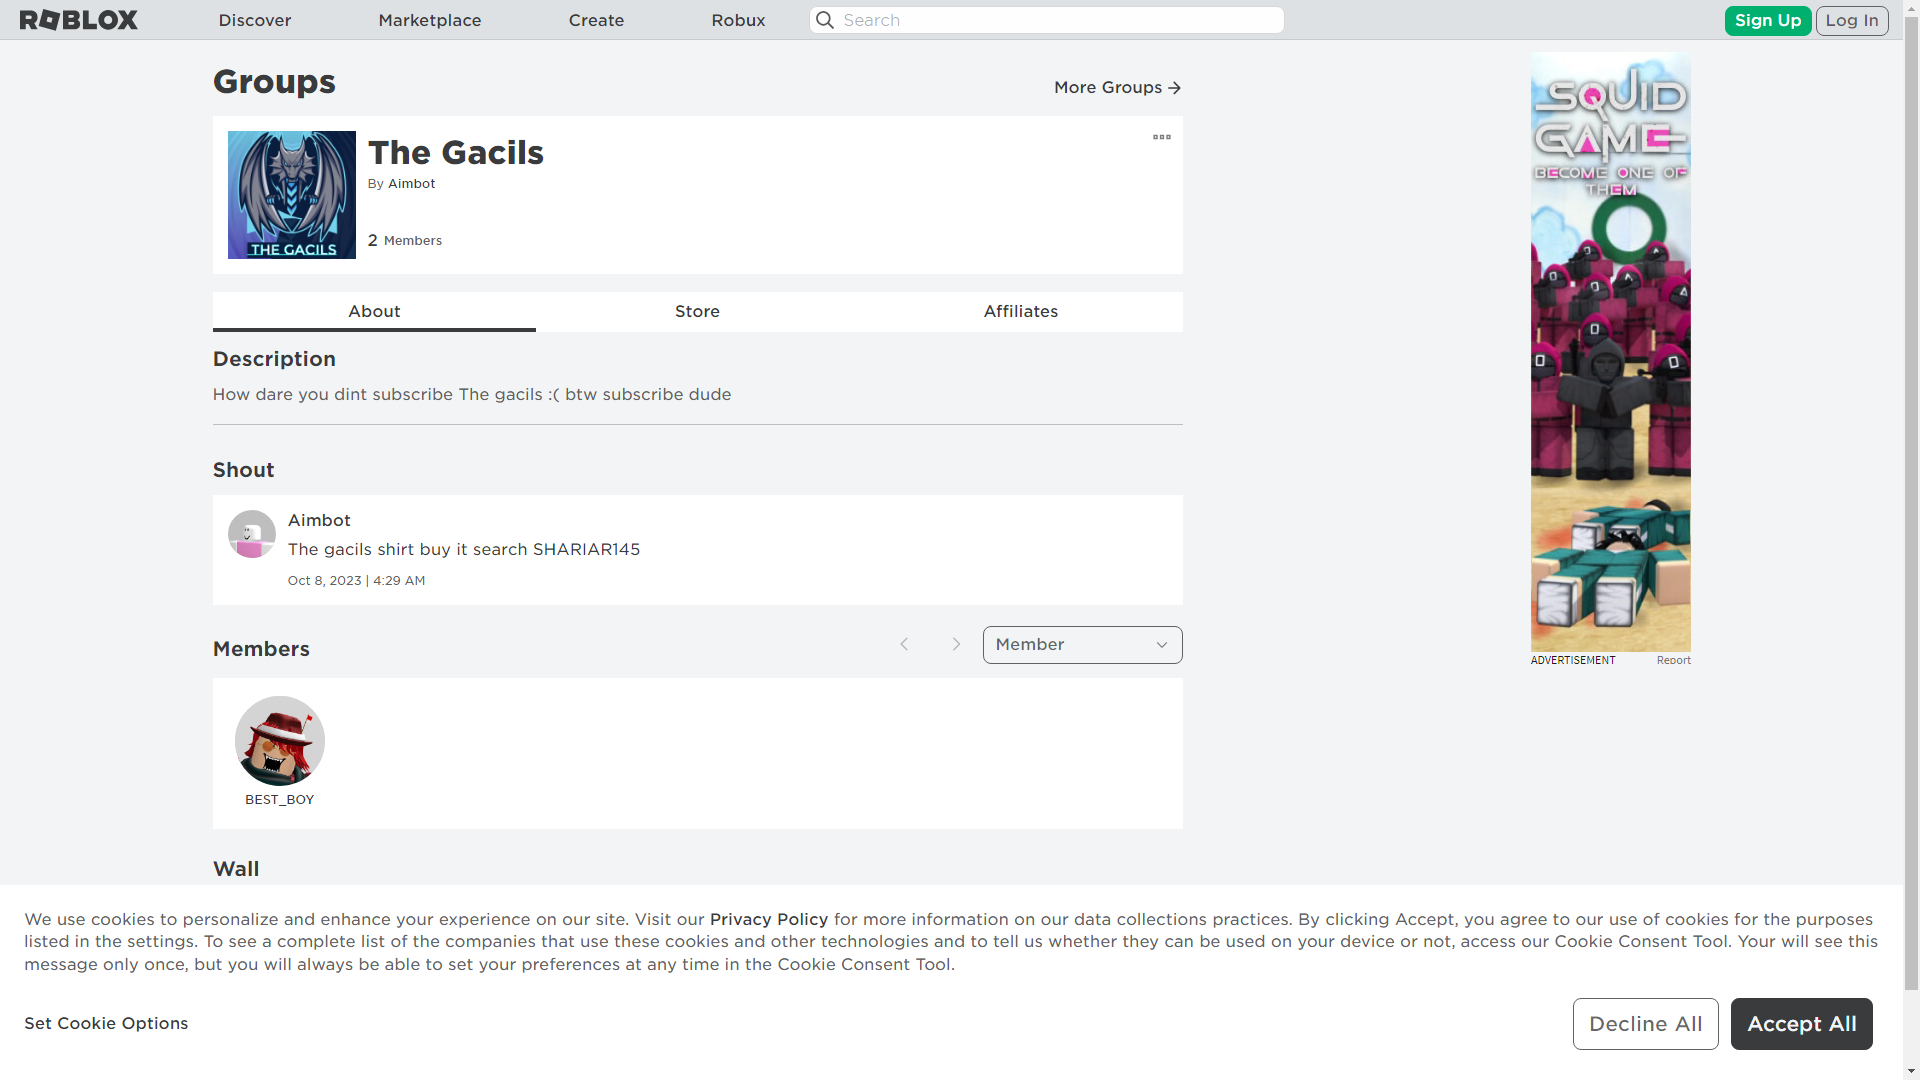 ROBLOX
Discover
Marketplace
Create
Robux
Search
Sign Up
Log In
Groups
More Groups
THE GACILS
The Gacils
By Aimbot
2 Members
About
Store
Affiliates
Description
How dare you dint subscribe The gacils :( btw subscribe dude
Shout
Aimbot
The gacils shirt buy it search SHARIAR145
Oct 8, 2023 | 4:29 AM
Members
Member
BEST_BOY
Wall
SQUID
GAME
BECOME ONE OF
THEM
ADVERTISEMENT
Report
We use cookies to personalize and enhance your experience on our site. Visit our Privacy Policy for more information on our data collections practices. By clicking Accept, you agree to our use of cookies for the purposes
listed in the settings. To see a complete list of the companies that use these cookies and other technologies and to tell us whether they can be used on your device or not, access our Cookie Consent Tool. Your will see this
message only once, but you will always be able to set your preferences at any time in the Cookie Consent Tool.
Set Cookie Options
Decline All
Accept All